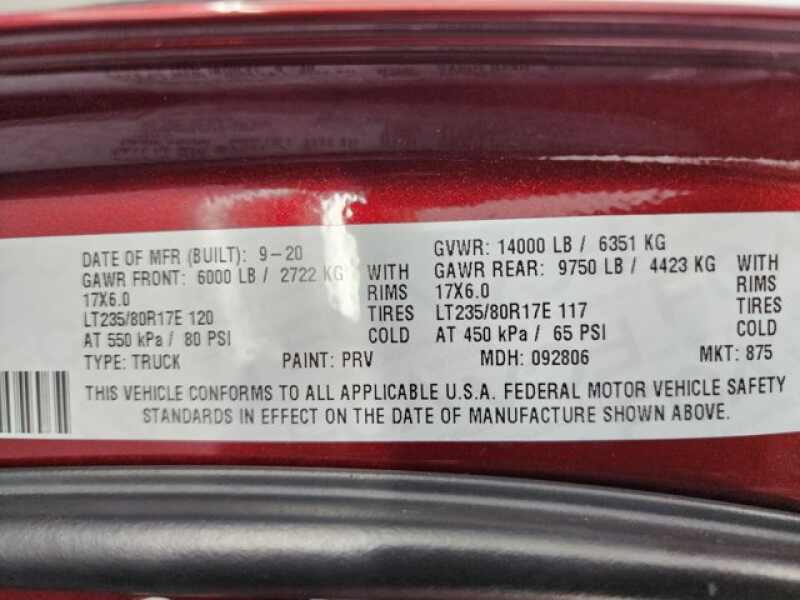 DATE OF MFR (BUILT): 9-20 GVWR: 14000 LB / 6351 KG
GAWR FRONT: 6000 LB / 2722 KG WITH GAWR REAR: 9750 LB / 4423 KG WITH
17X6.0 RIMS 17X6.0 RIMS
LT235/80R17E 120 TIRES LT235/80R17E 117 TIRES
AT 550 kPa / 80 PSI COLD AT 450 kPa / 65 PSI COLD
TYPE: TRUCK PAINT: PRV MDH: 092806 MKT: 875
THIS VEHICLE CONFORMS TO ALL APPLICABLE U.S.A. FEDERAL MOTOR VEHICLE SAFETY
STANDARDS IN EFFECT ON THE DATE OF MANUFACTURE SHOWN ABOVE.